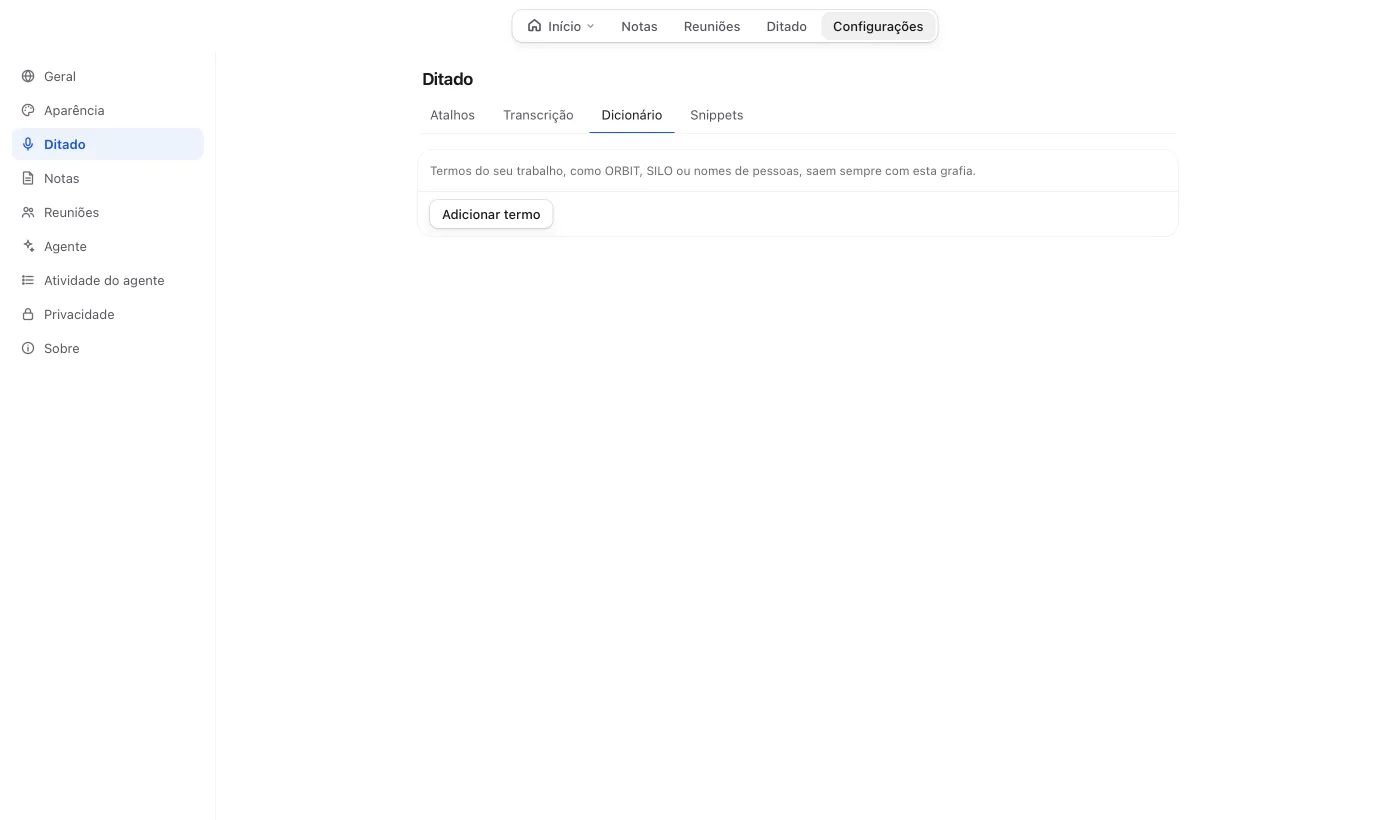 Início
Notas
Reuniões
Ditado
Configurações
Geral
Aparência
Ditado
Notas
Reuniões
Agente
Atividade do agente
Privacidade
Sobre
Ditado
Atalhos
Transcrição
Dicionário
Snippets
Termos do seu trabalho, como ORBIT, SILO ou nomes de pessoas, saem sempre com esta grafia.
Adicionar termo